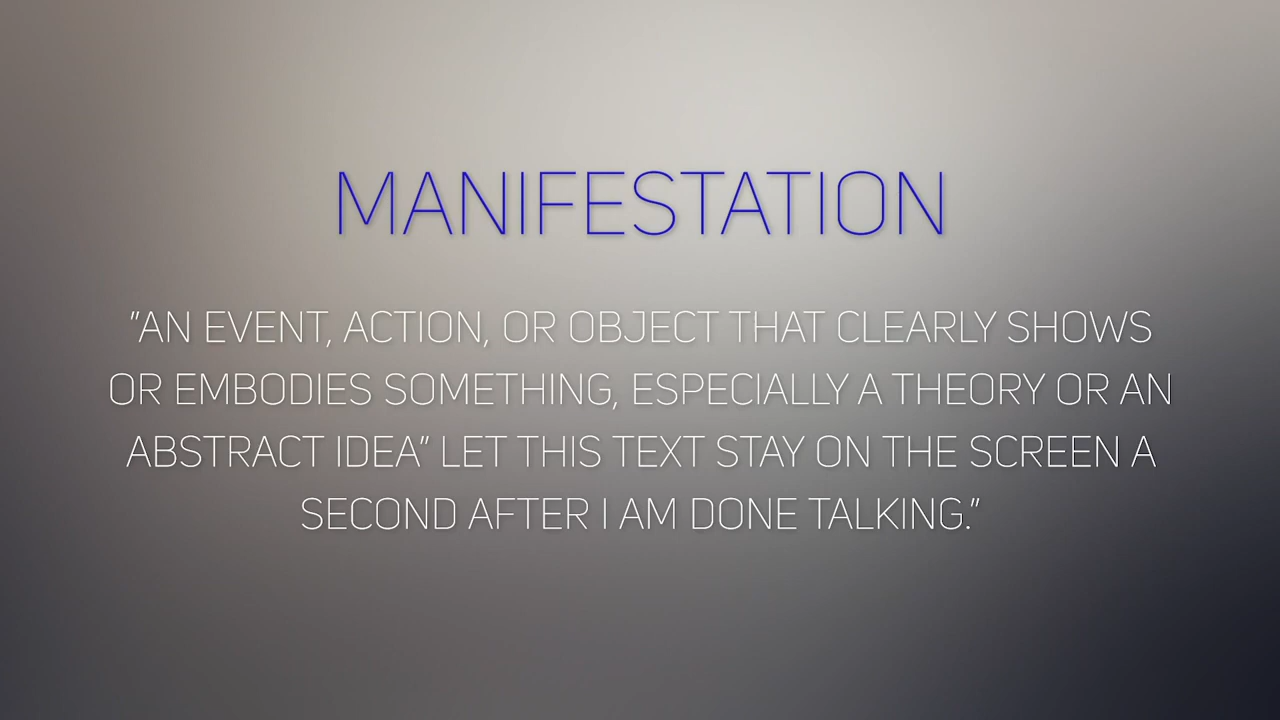 MANIFESTATION
"AN EVENT, ACTION, OR OBJECT THAT CLEARLY SHOWS
OR EMBODIES SOMETHING, ESPECIALLY A THEORY OR AN
ABSTRACT IDEA" LET THIS TEXT STAY ON THE SCREEN A
SECOND AFTER I AM DONE TALKING."